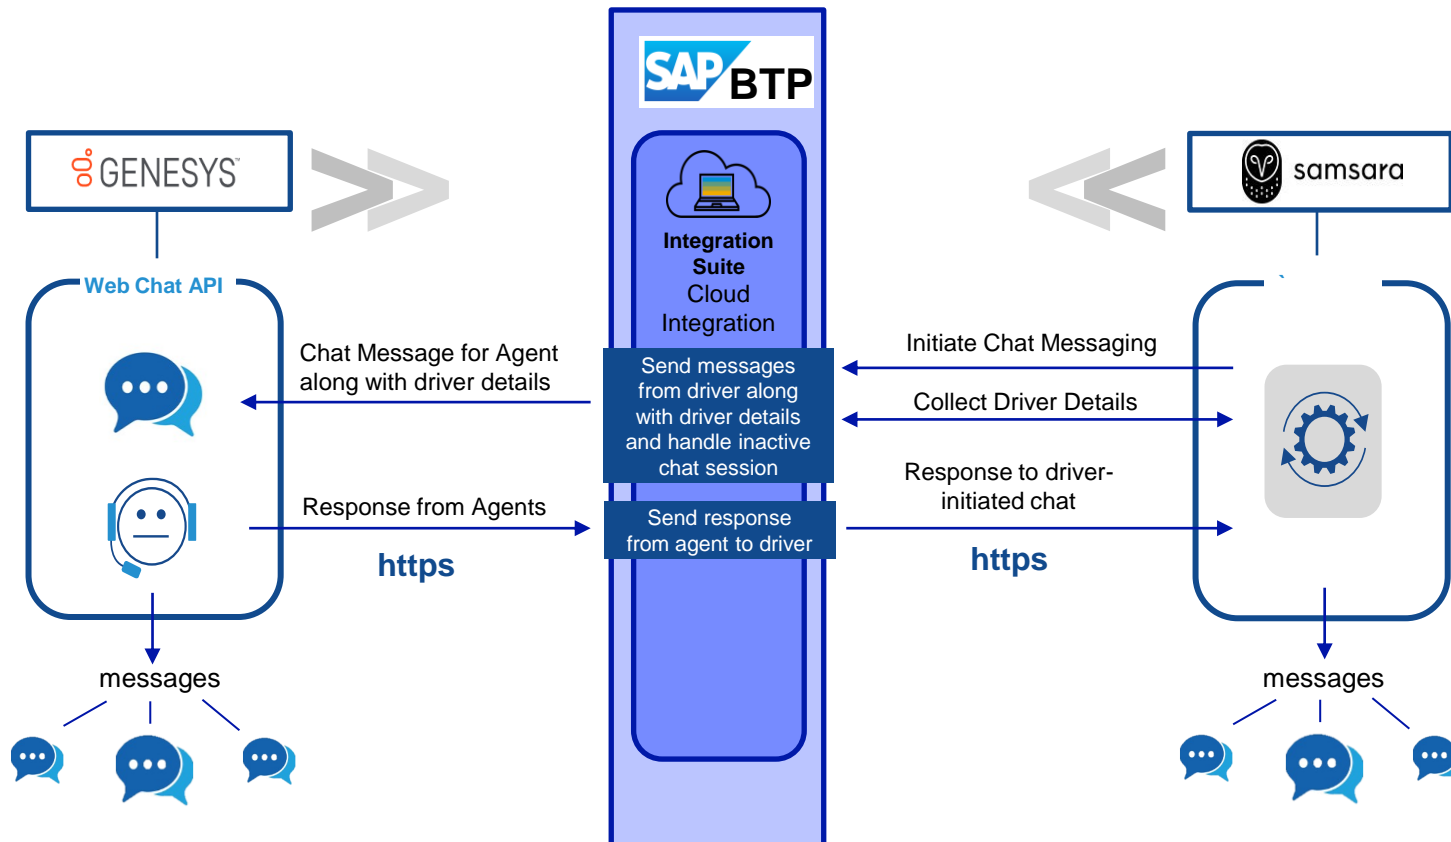 SAP BTP
GENESYS™
samsara
Integration
Suite
Cloud
Integration
Web Chat API
Chat Message for Agent
along with driver details
Send messages
from driver along
with driver details
and handle inactive
chat session
Initiate Chat Messaging
Collect Driver Details
Response from Agents
https
Send response
from agent to driver
Response to driver-
initiated chat
https
messages
messages